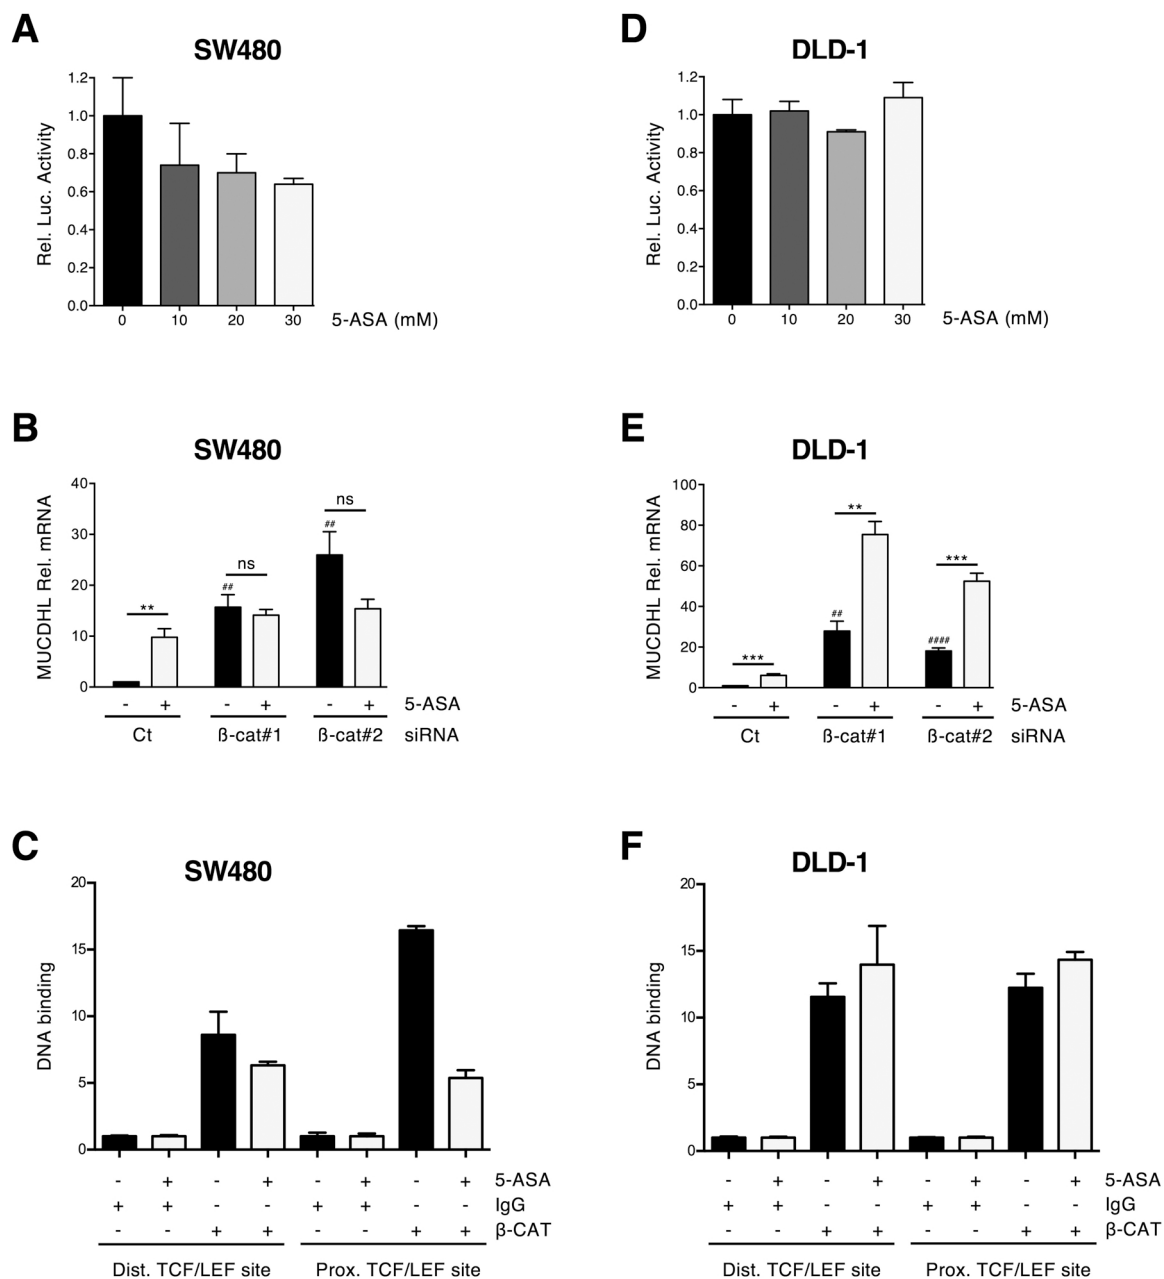 A
SW480
Rel. Luc. Activity
1.2
1.0
0.8
0.6
0.4
0.2
0.0
0 10 20 30 5-ASA (mM)
D
DLD-1
Rel. Luc. Activity
1.2
1.0
0.8
0.6
0.4
0.2
0.0
0 10 20 30 5-ASA (mM)
B
SW480
MUCDHL Rel. mRNA
40
30
20
10
0
** ## ns ## ns
- + - + - + 5-ASA
Ct ß-cat#1 ß-cat#2 siRNA
E
DLD-1
MUCDHL Rel. mRNA
100
80
60
40
20
0
*** ## ** #### ***
- + - + - + 5-ASA
Ct ß-cat#1 ß-cat#2 siRNA
C
SW480
DNA binding
20
15
10
5
0
- + - + - + - + 5-ASA
+ + - - + + - - IgG
- - + + - - + + β-CAT
Dist. TCF/LEF site Prox. TCF/LEF site
F
DLD-1
DNA binding
20
15
10
5
0
- + - + - + - + 5-ASA
+ + - - + + - - IgG
- - + + - - + + β-CAT
Dist. TCF/LEF site Prox. TCF/LEF site